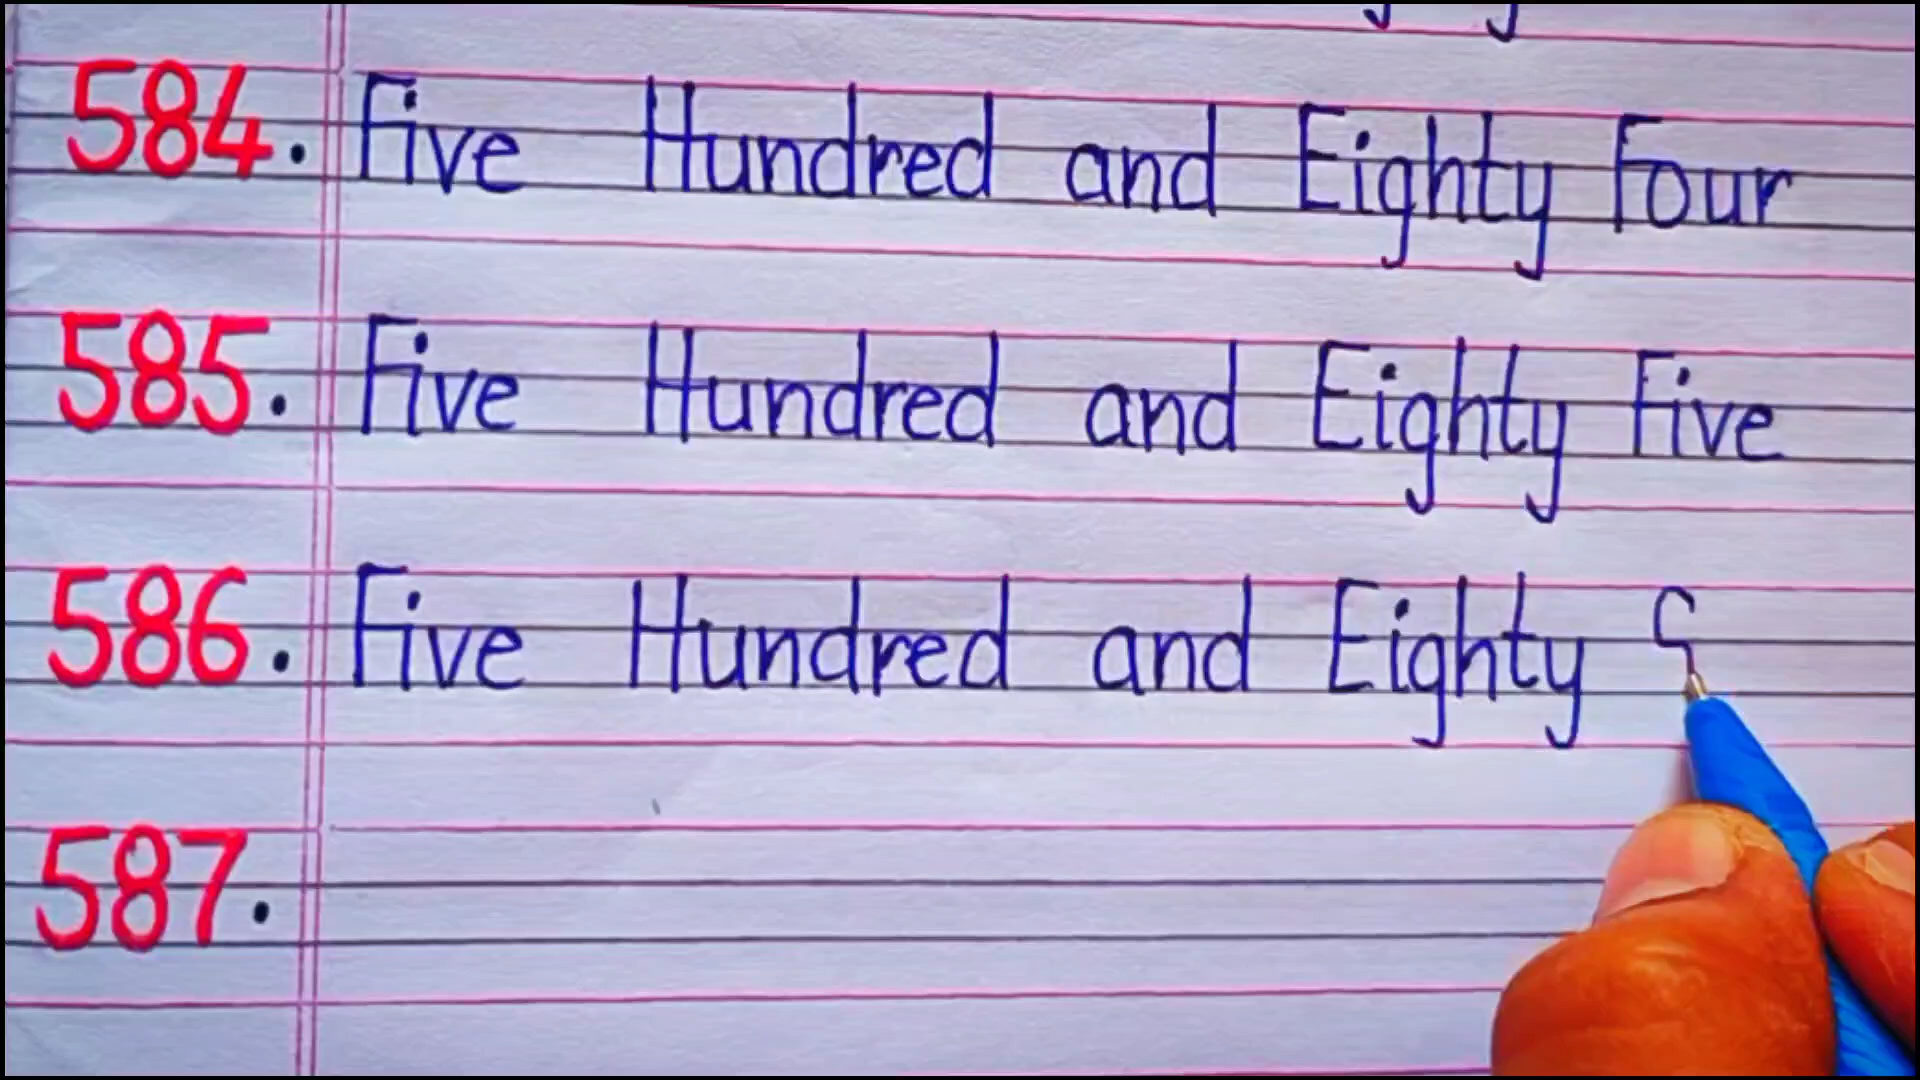 584. Five Hundred and Eighty Four
585. Five Hundred and Eighty Five
586. Five Hundred and Eighty S
587.